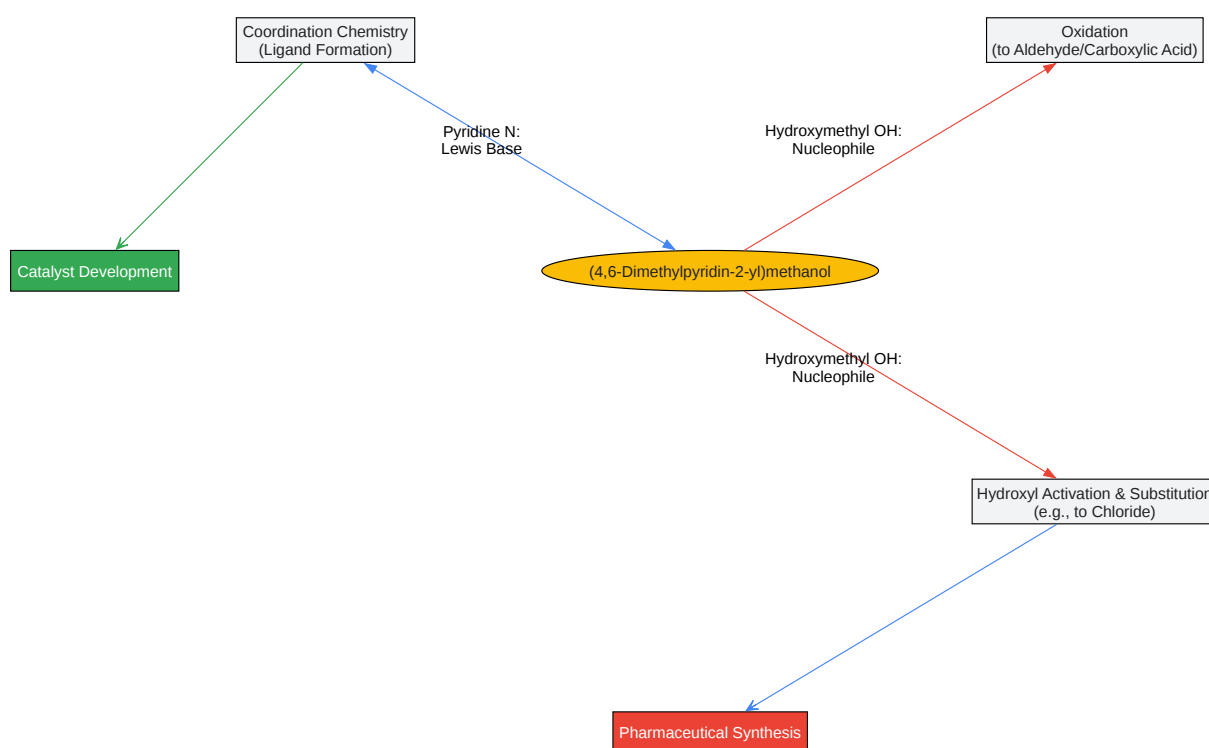 Coordination Chemistry
(Ligand Formation)
Oxidation
(to Aldehyde/Carboxylic Acid)
Pyridine N:
Lewis Base
Hydroxymethyl OH:
Nucleophile
Catalyst Development
(4,6-Dimethylpyridin-2-yl)methanol
Hydroxymethyl OH:
Nucleophile
Hydroxyl Activation & Substitution
(e.g., to Chloride)
Pharmaceutical Synthesis